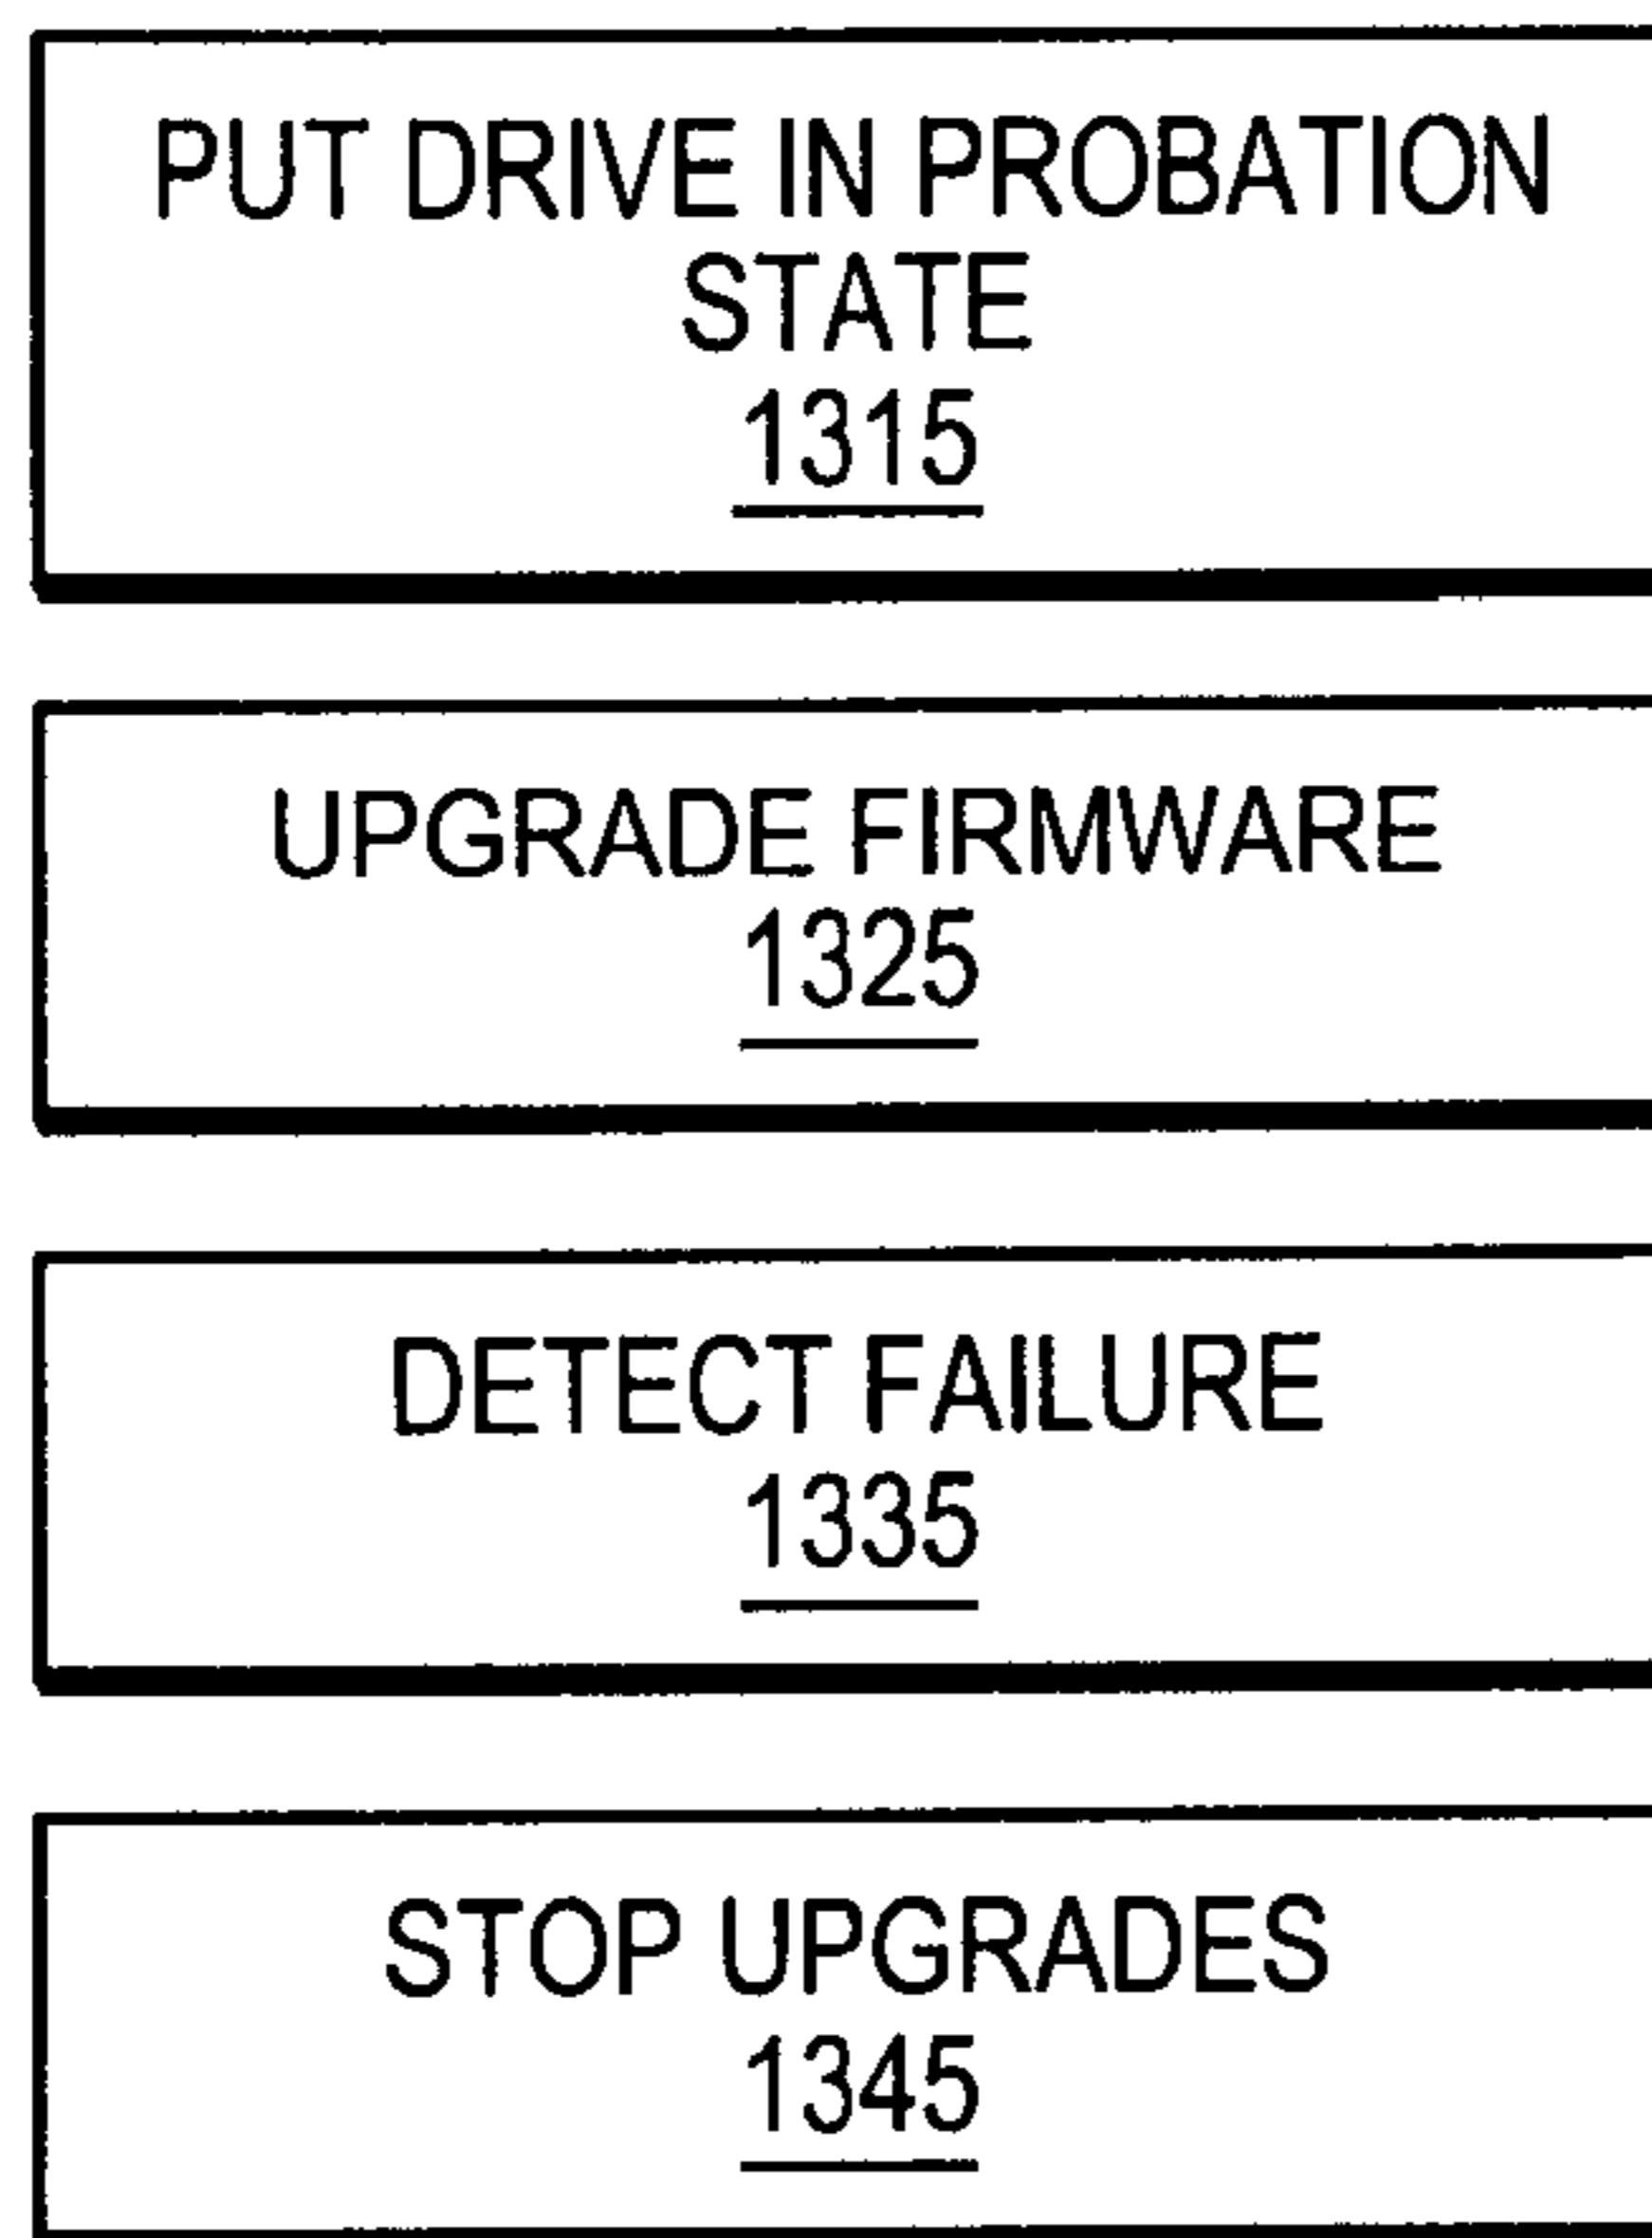 PUT DRIVE IN PROBATION
STATE
1315
UPGRADE FIRMWARE
1325
DETECT FAILURE
1335
STOP UPGRADES
1345